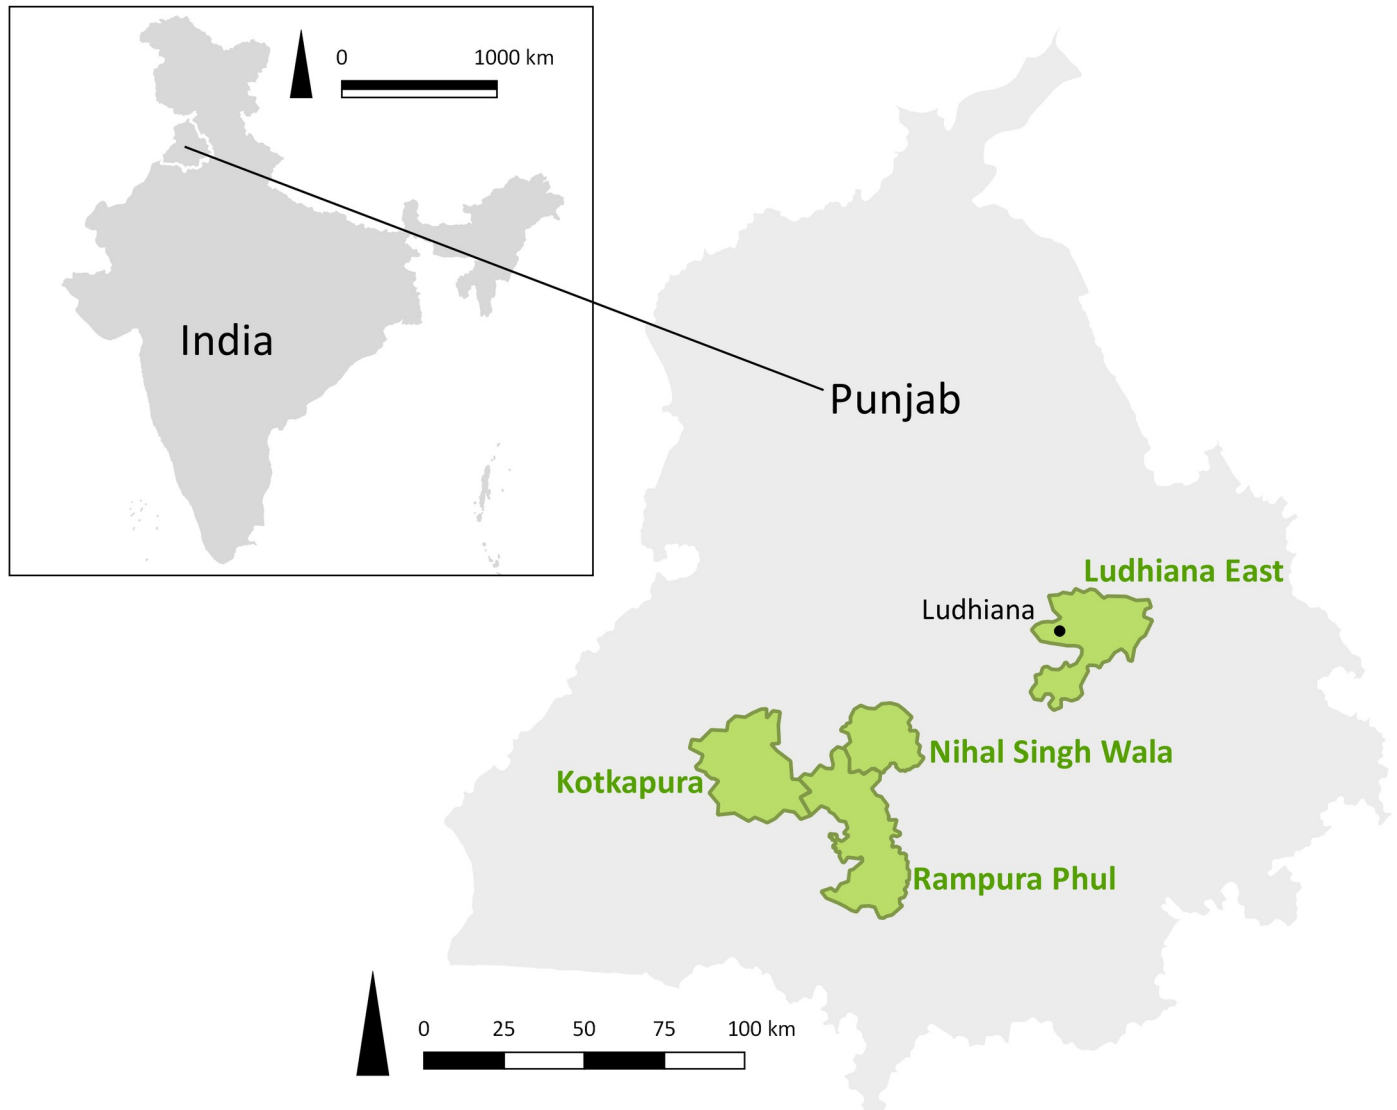 0 1000 km
India
Punjab
Ludhiana East
Ludhiana
Nihal Singh Wala
Kotkapura
Rampura Phul
0 25 50 75 100 km